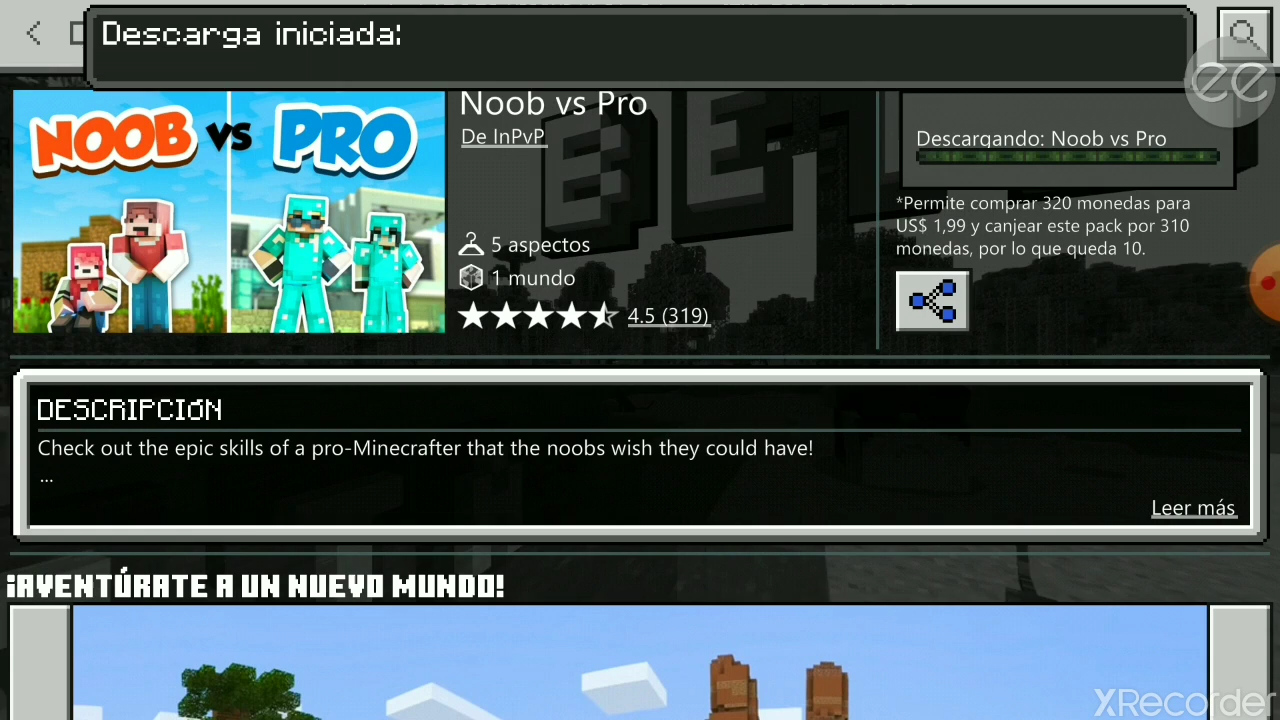 Descarga iniciada:
NOOB VS PRO
Noob vs Pro
De InPvP
5 aspectos
1 mundo
4.5 (319)
Descargando: Noob vs Pro
*Permite comprar 320 monedas para
US$ 1,99 y canjear este pack por 310
monedas, por lo que queda 10.
DESCRIPCIÓN
Check out the epic skills of a pro-Minecrafter that the noobs wish they could have!
...
Leer más
¡AVENTÚRATE A UN NUEVO MUNDO!
XRecorder